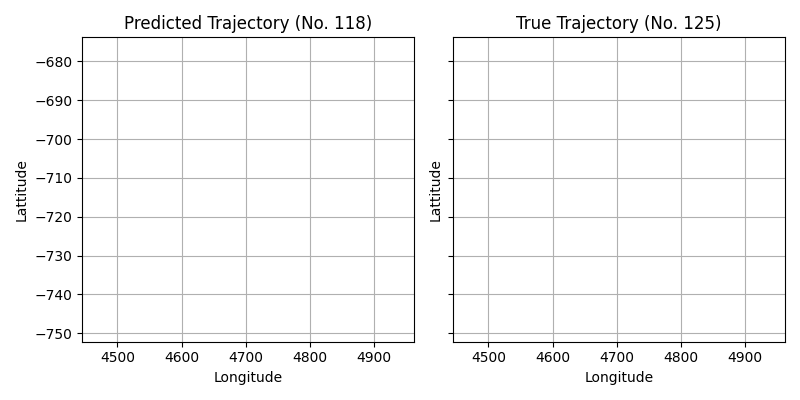 Predicted Trajectory (No. 118)
True Trajectory (No. 125)
−680
−690
−700
−710
−720
−730
−740
−750
Lattitude
Lattitude
4500 4600 4700 4800 4900
4500 4600 4700 4800 4900
Longitude
Longitude